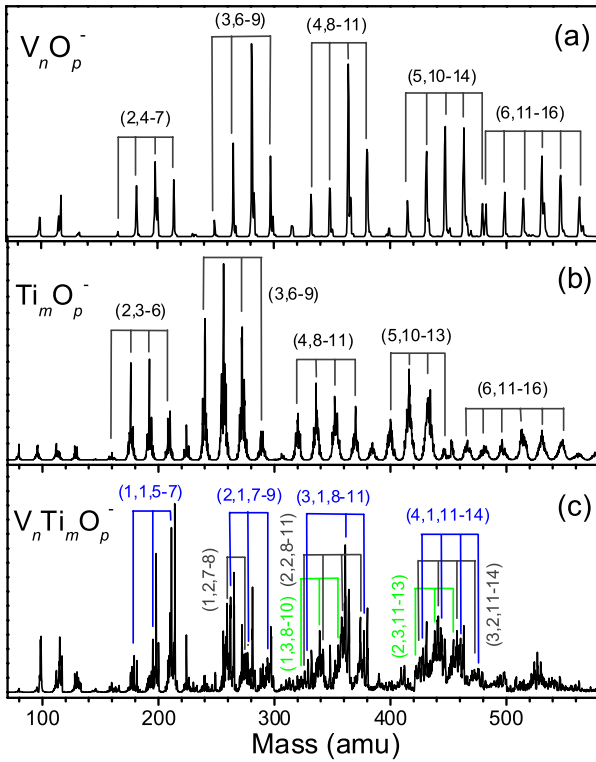 V_nO_p^-
(a)
(2,4-7)
(3,6-9)
(4,8-11)
(5,10-14)
(6,11-16)
Ti_mO_p^-
(b)
(2,3-6)
(3,6-9)
(4,8-11)
(5,10-13)
(6,11-16)
V_nTi_mO_p^-
(c)
(1,1,5-7)
(2,1,7-9)
(3,1,8-11)
(4,1,11-14)
(1,2,7-8)
(1,3,8-10)
(2,2,8-11)
(2,3,11-13)
(3,2,11-14)
100 200 300 400 500
Mass (amu)